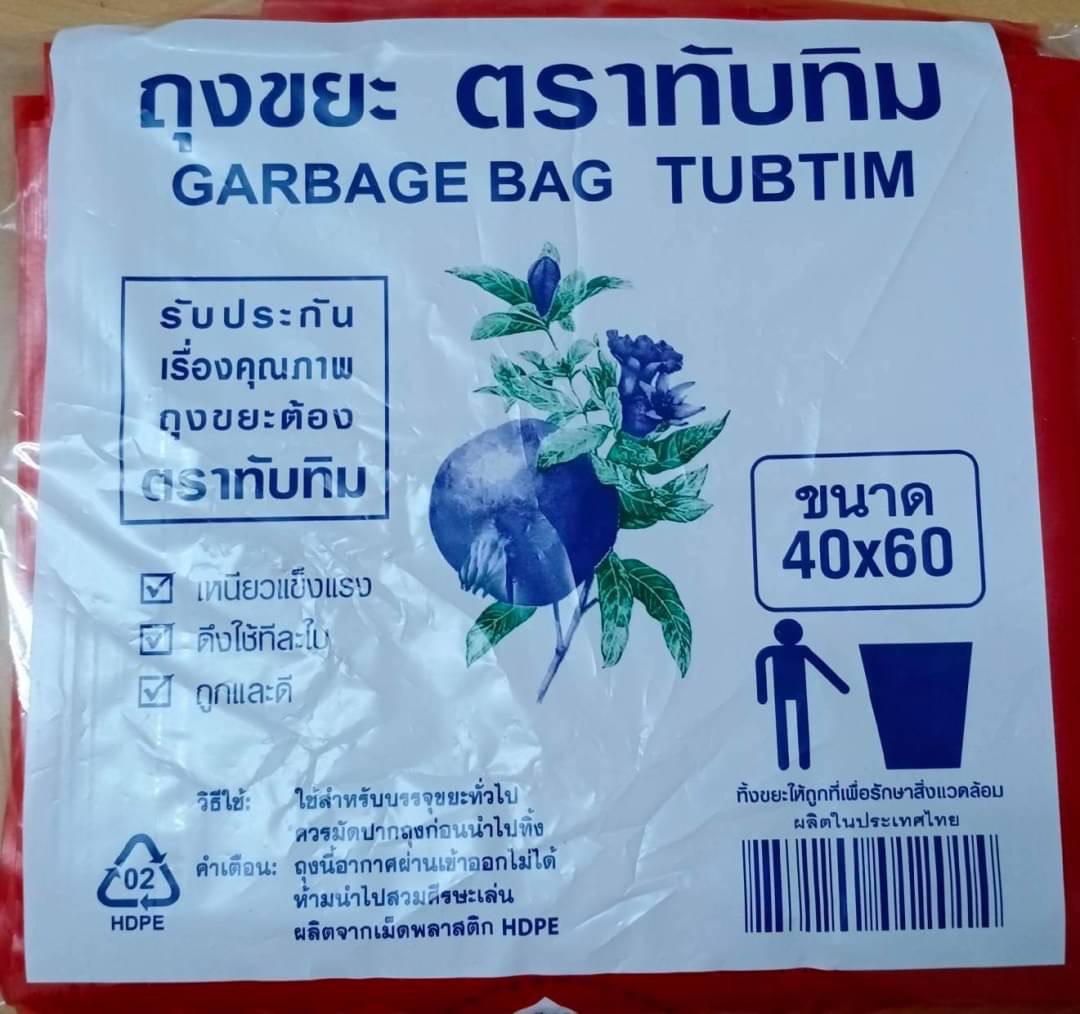 ถุงขยะ ตราทับทิม
GARBAGE BAG TUBTIM
รับประกัน
เรื่องคุณภาพ
ถุงขยะต้อง
ตราทับทิม
เหนียวแข็งแรง
ดึงใช้ทีละใบ
ถูกและดี
ขนาด
40x60
ทิ้งขยะให้ถูกที่เพื่อรักษาสิ่งแวดล้อม
ผลิตในประเทศไทย
วิธีใช้: ใช้สำหรับบรรจุขยะทั่วไป
ควรมัดปากถุงก่อนนำไปทิ้ง
คำเตือน: ถุงนี้อากาศผ่านเข้าออกไม่ได้
ห้ามนำไปสวมศีรษะเล่น
ผลิตจากเม็ดพลาสติก HDPE
02
HDPE